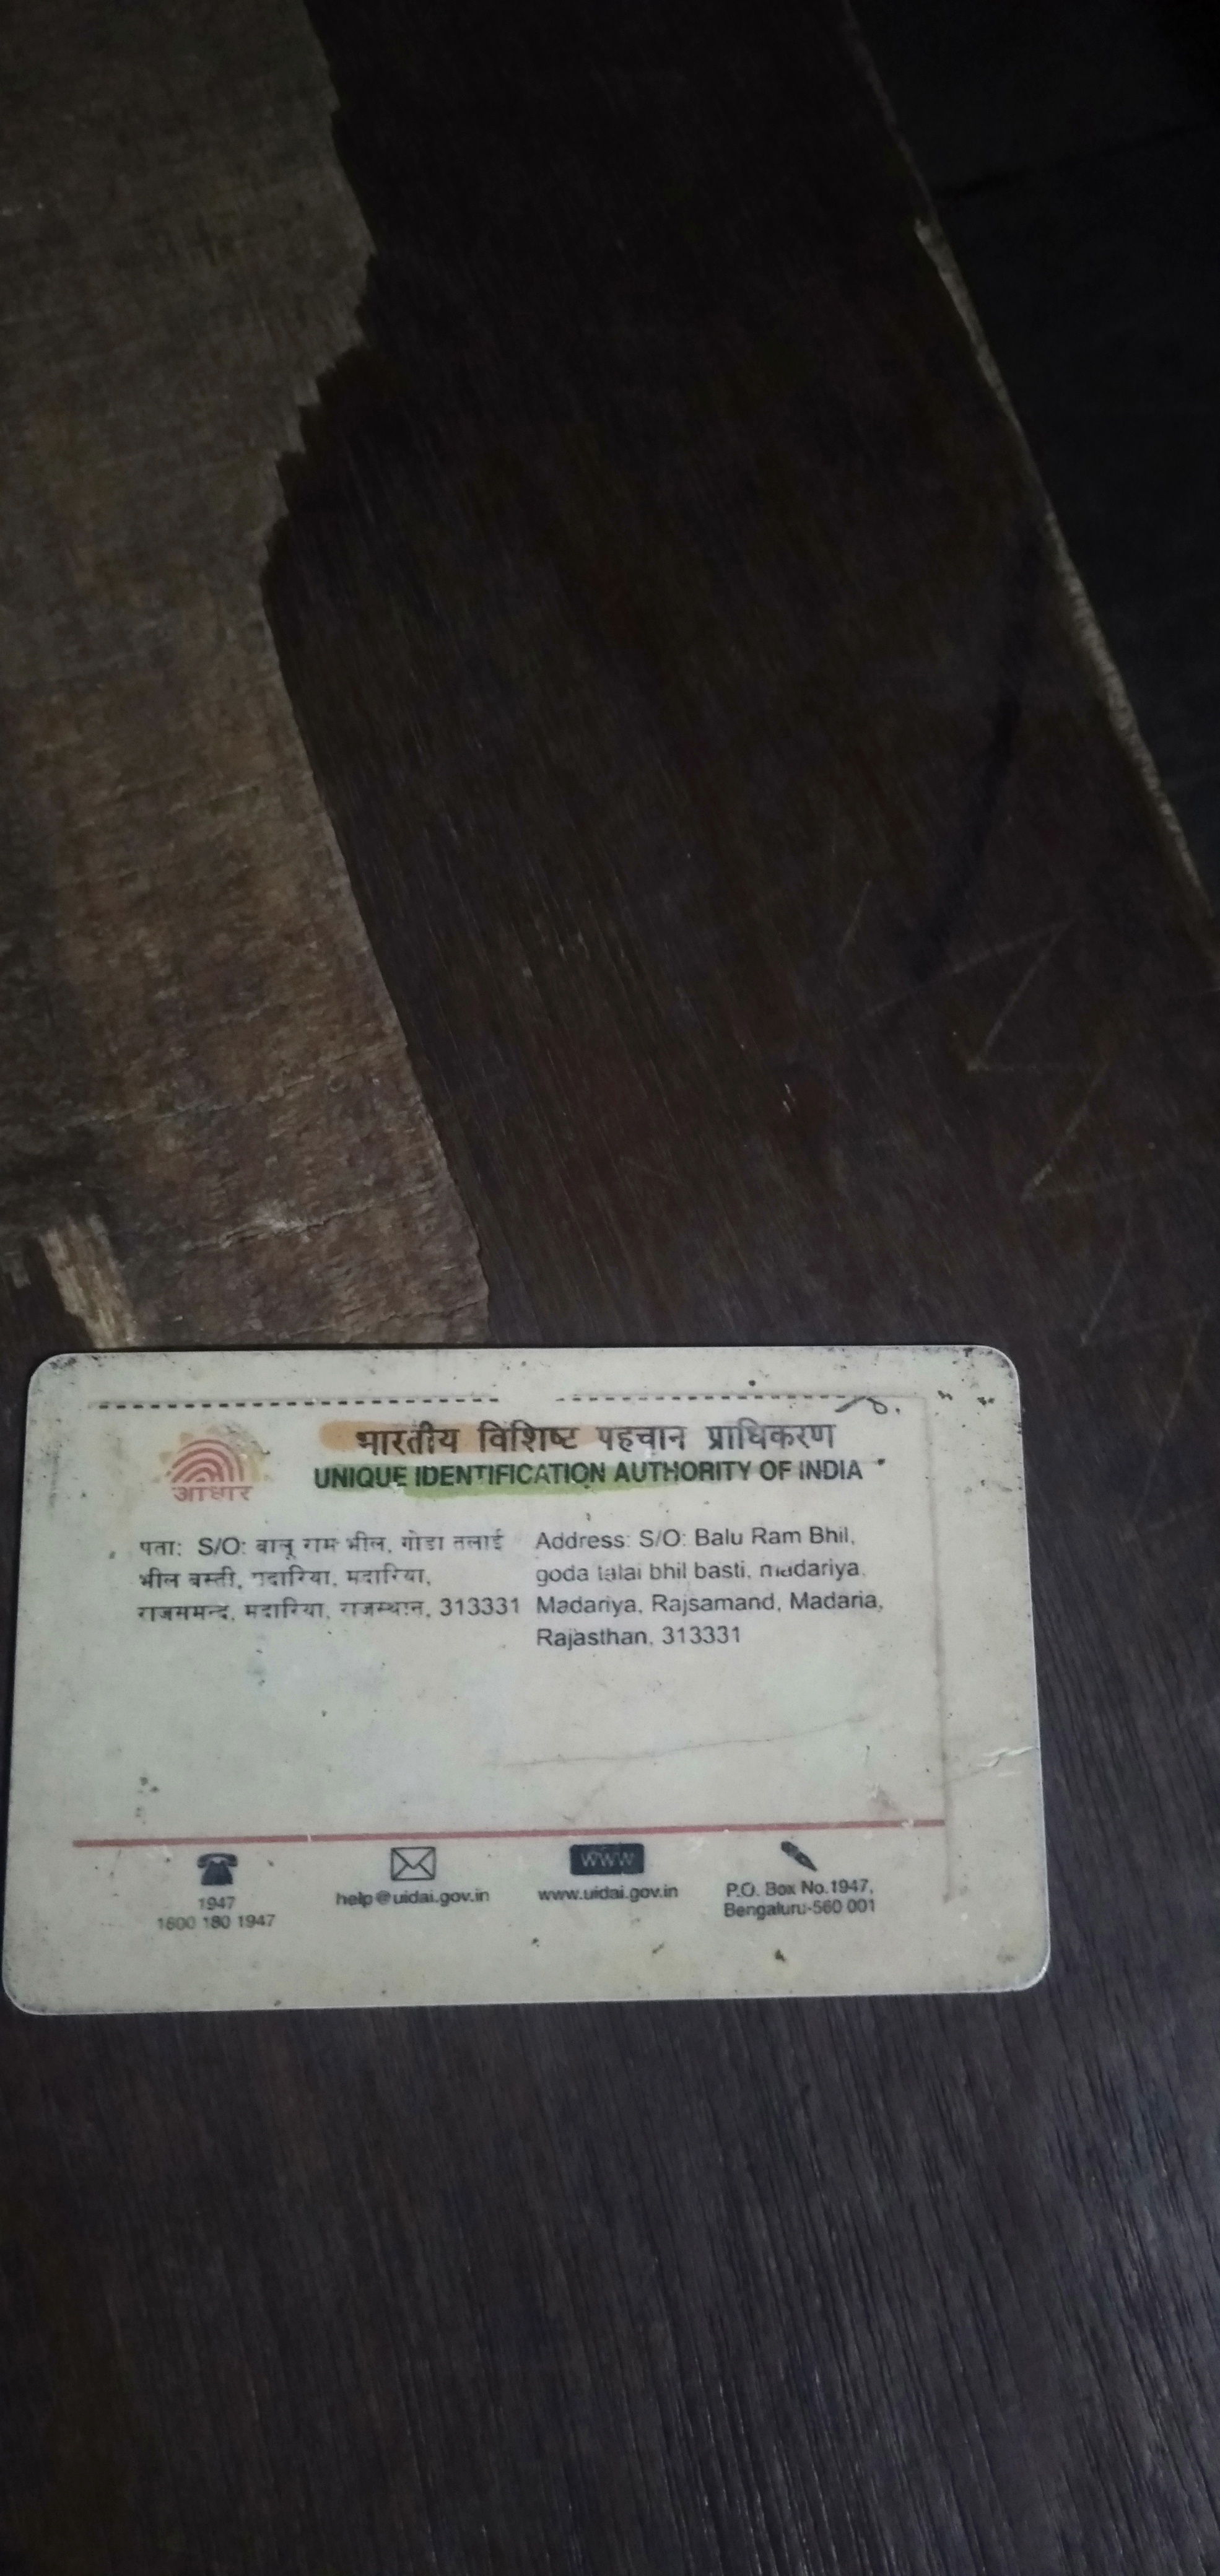 भारतीय विशिष्ट पहचान प्राधिकरण
UNIQUE IDENTIFICATION AUTHORITY OF INDIA
आधार
पता: S/O: बालू राम भील, गोडा तलाई
भील बस्ती, मदारिया, मदारिया,
राजसमन्द, मदारिया, राजस्थान, 313331
Address: S/O: Balu Ram Bhil,
goda talai bhil basti, madariya,
Madariya, Rajsamand, Madaria,
Rajasthan, 313331
1947
1800 180 1947
help@uidai.gov.in
WWW
www.uidai.gov.in
P.O. Box No.1947,
Bengaluru-560 001